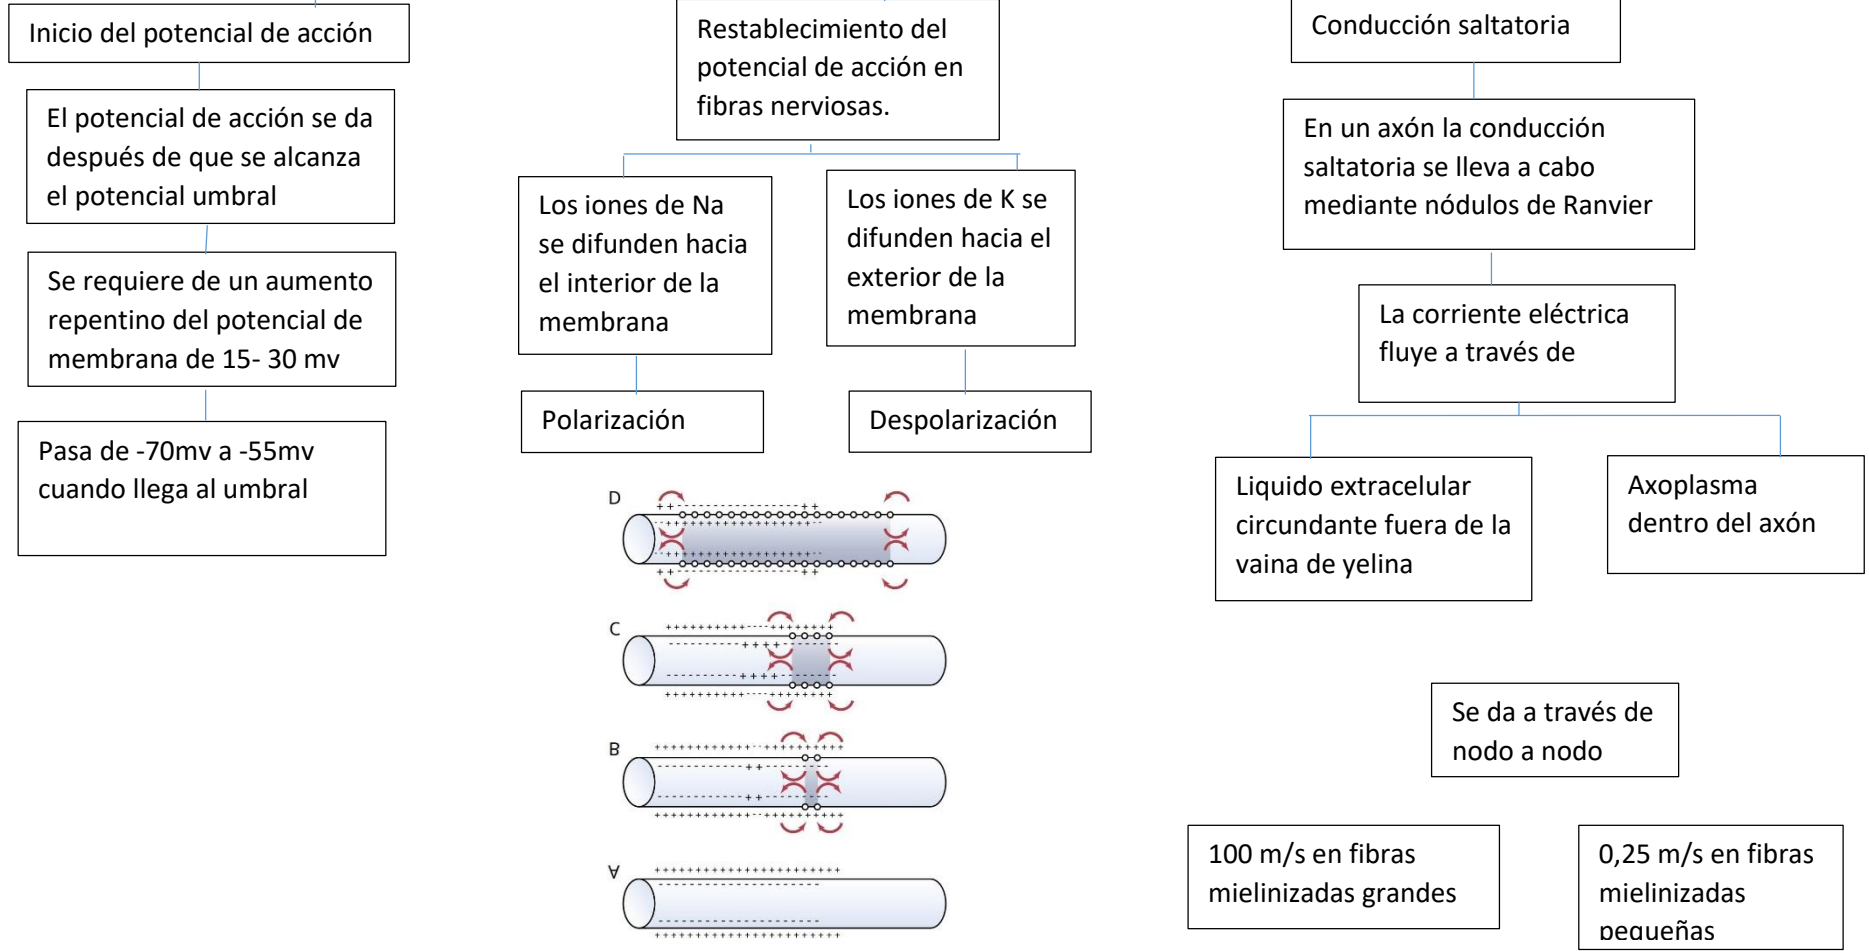 Inicio del potencial de acción
El potencial de acción se da
después de que se alcanza
el potencial umbral
Se requiere de un aumento
repentino del potencial de
membrana de 15- 30 mv
Pasa de -70mv a -55mv
cuando llega al umbral
Restablecimiento del
potencial de acción en
fibras nerviosas.
Los iones de Na
se difunden hacia
el interior de la
membrana
Los iones de K se
difunden hacia el
exterior de la
membrana
Polarización
Despolarización
D
C
B
A
Conducción saltatoria
En un axón la conducción
saltatoria se lleva a cabo
mediante nódulos de Ranvier
La corriente eléctrica
fluye a través de
Liquido extracelular
circundante fuera de la
vaina de yelina
Axoplasma
dentro del axón
Se da a través de
nodo a nodo
100 m/s en fibras
mielinizadas grandes
0,25 m/s en fibras
mielinizadas
pequeñas